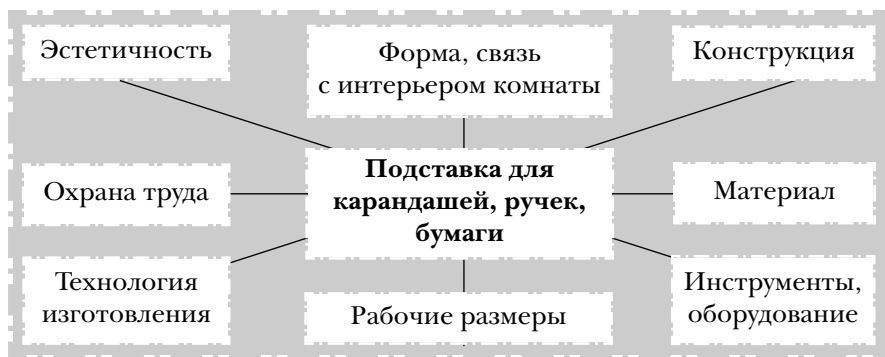 Эстетичность
Форма, связь
с интерьером комнаты
Конструкция
Охрана труда
Подставка для
карандашей, ручек,
бумаги
Материал
Технология
изготовления
Рабочие размеры
Инструменты,
оборудование